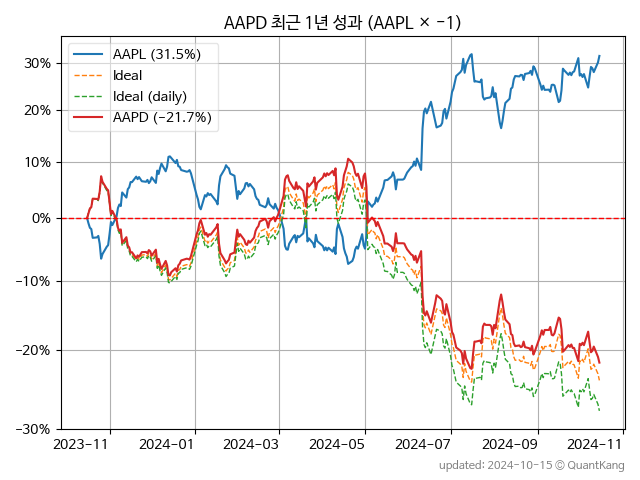 AAPD 최근 1년 성과 (AAPL × −1)
AAPL (31.5%)
Ideal
Ideal (daily)
AAPD (−21.7%)
30%
20%
10%
0%
−10%
−20%
−30%
2023−11 2024−01 2024−03 2024−05 2024−07 2024−09 2024−11
updated: 2024-10-15 © QuantKang